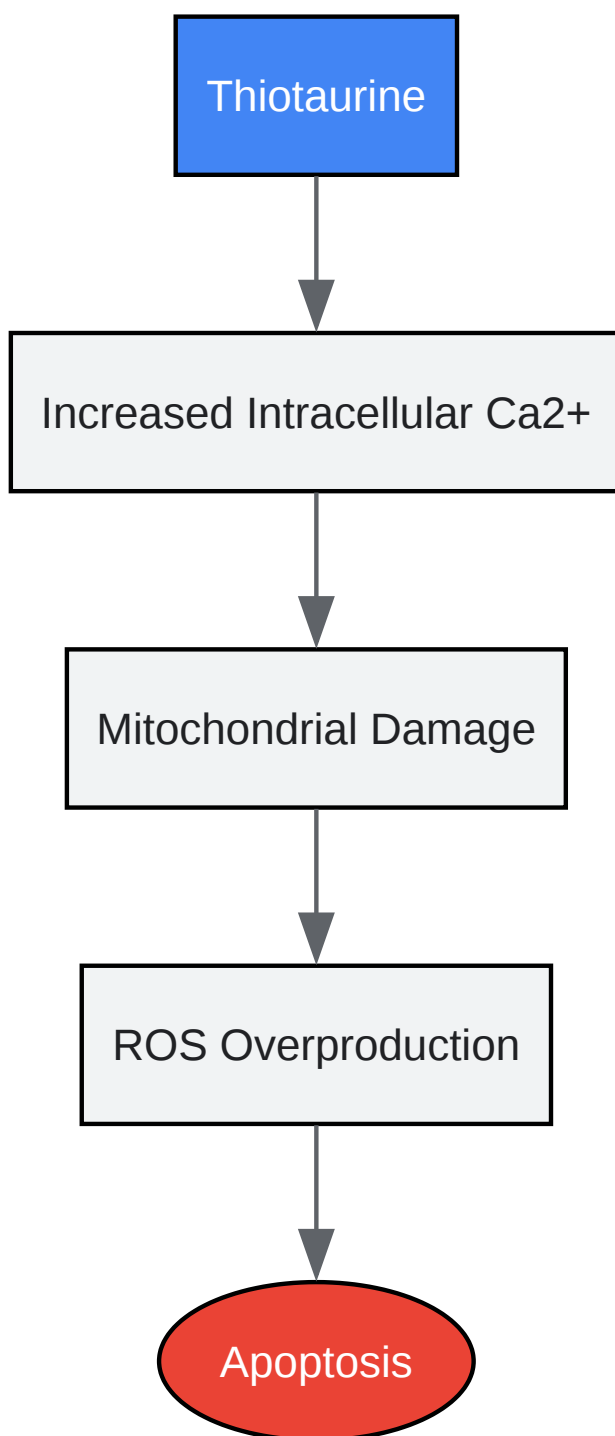 Thiotaurine
Increased Intracellular Ca2+
Mitochondrial Damage
ROS Overproduction
Apoptosis